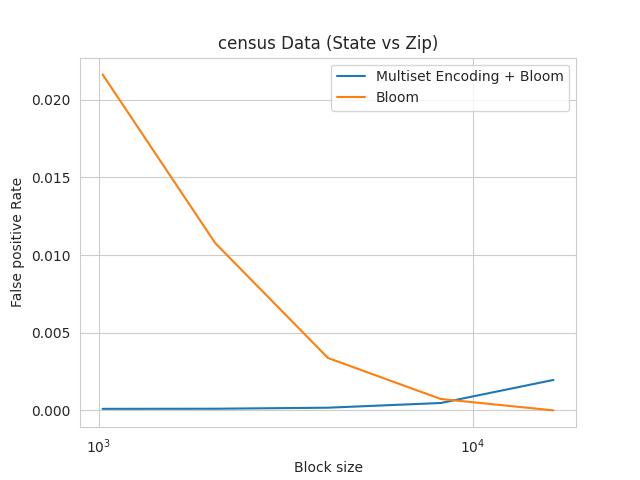 census Data (State vs Zip)
Multiset Encoding + Bloom
Bloom
False positive Rate
0.020
0.015
0.010
0.005
0.000
10³
10⁴
Block size